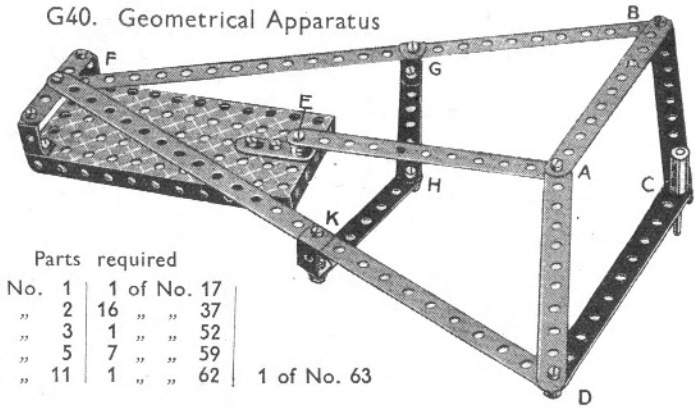 G40. Geometrical Apparatus
B
F
G
E
A
C
H
K
D
Parts required
No. 1 | 1 of No. 17
„ 2 | 16 „ „ 37
„ 3 | 1 „ „ 52
„ 5 | 7 „ „ 59
„ 11 | 1 „ „ 62 | 1 of No. 63